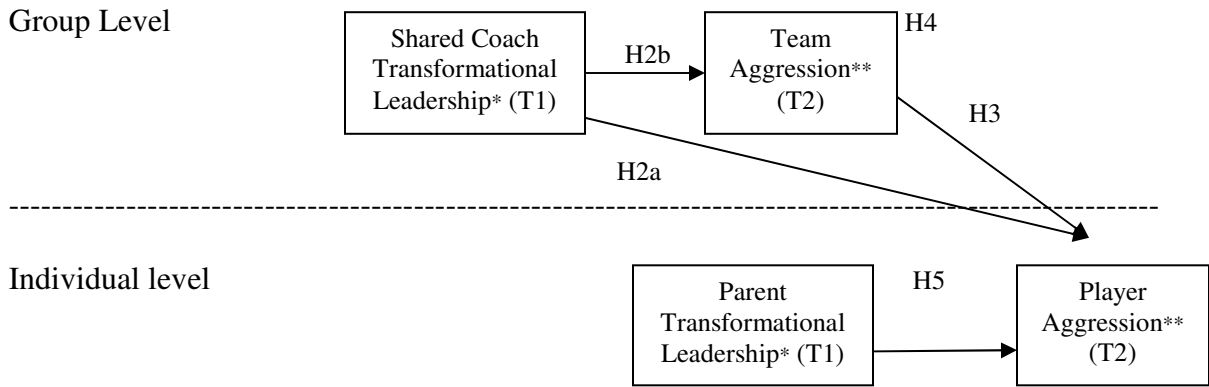 Group Level
Shared Coach
Transformational
Leadership* (T1)
H2b
Team
Aggression**
(T2)
H4
H3
H2a
Individual level
Parent
Transformational
Leadership* (T1)
H5
Player
Aggression**
(T2)